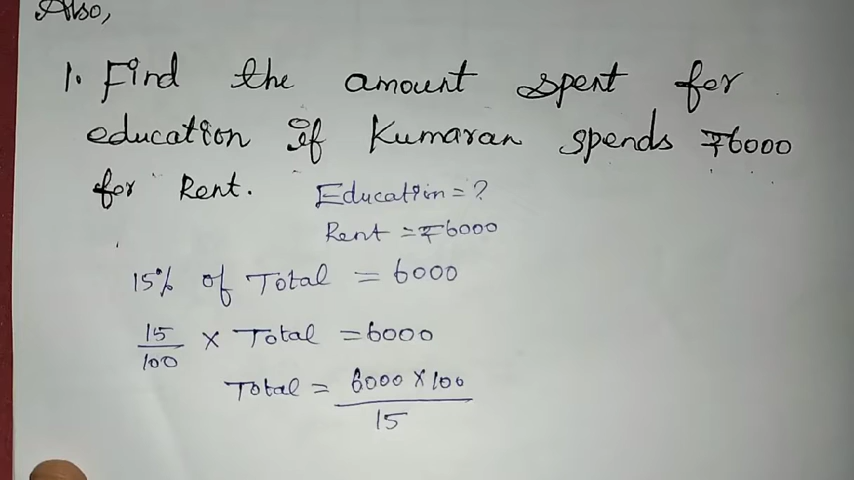 Also,
1. Find the amount spent for
education if Kumaran spends ₹6000
for Rent.
Education = ?
Rent = ₹6000
15% of Total = 6000
15/100 × Total = 6000
Total = 6000 × 100/15